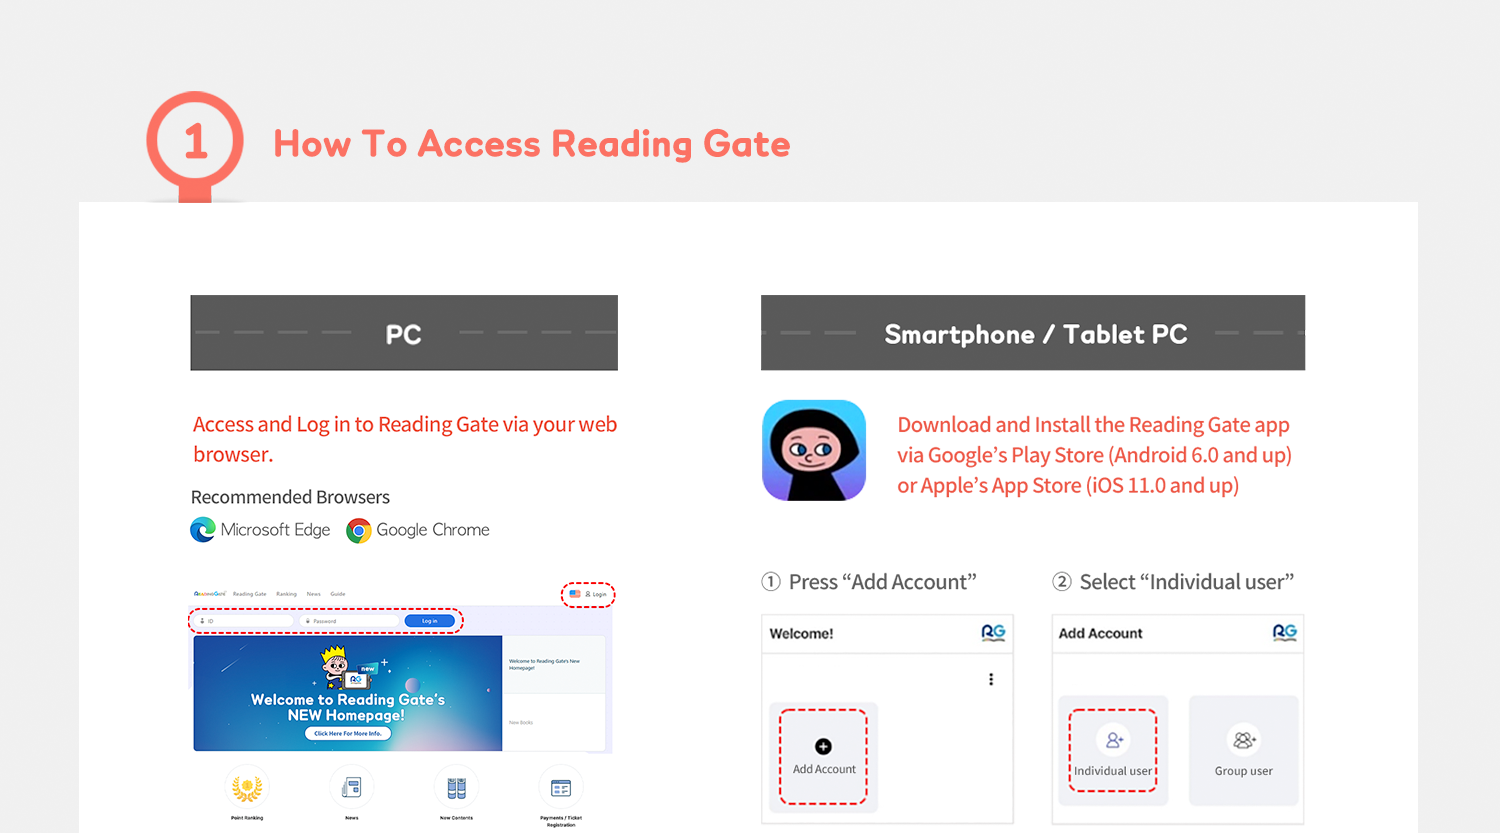 1
How To Access Reading Gate
PC
Access and Log in to Reading Gate via your web
browser.
Recommended Browsers
Microsoft Edge
Google Chrome
READINGGATE Reading Gate Ranking News Guide
Login
ID
Password
Log in
new
RG
Welcome to Reading Gate's
NEW Homepage!
Click Here For More Info.
Welcome to Reading Gate's New
Homepage!
New Books
Point Ranking
News
New Contents
Payments / Ticket
Registration
Smartphone / Tablet PC
Download and Install the Reading Gate app
via Google’s Play Store (Android 6.0 and up)
or Apple’s App Store (iOS 11.0 and up)
① Press “Add Account”
Welcome!
RG
Add Account
② Select “Individual user”
Add Account
RG
Individual user
Group user